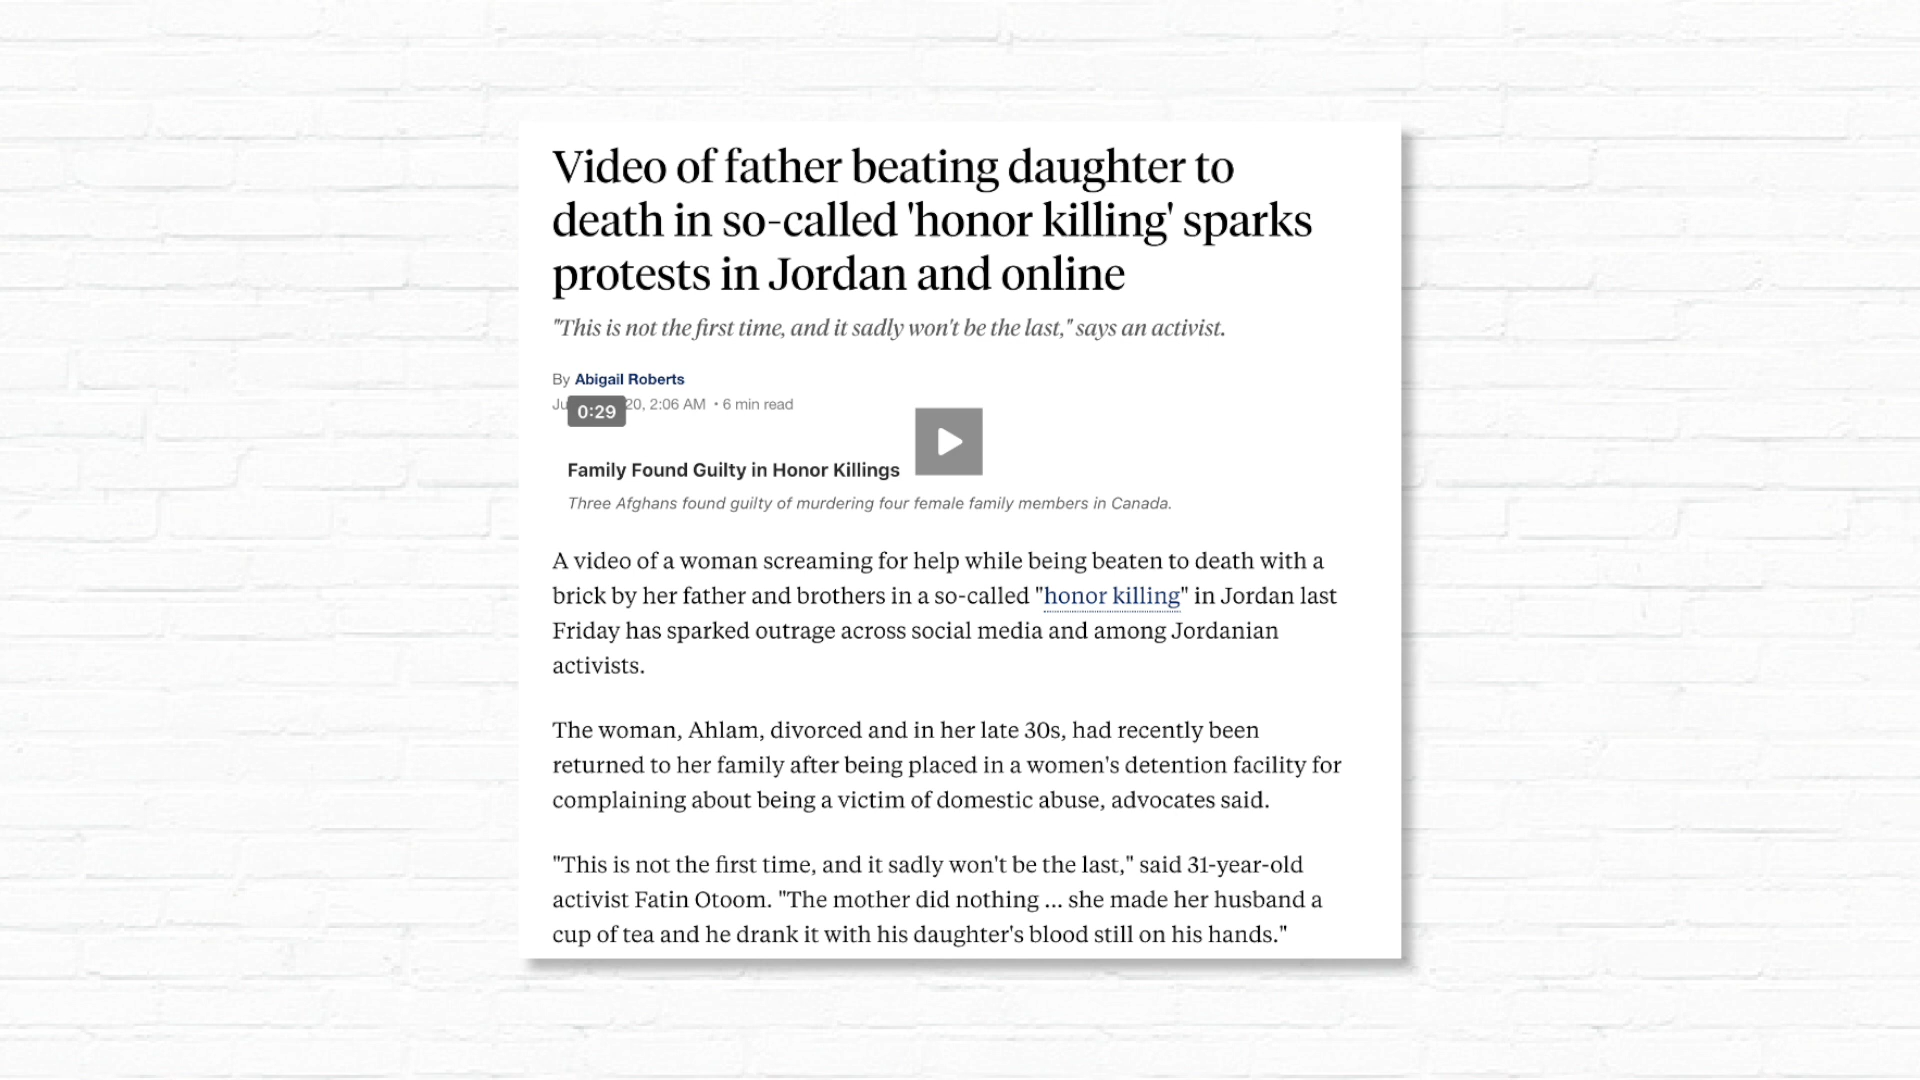 Video of father beating daughter to
death in so-called 'honor killing' sparks
protests in Jordan and online
"This is not the first time, and it sadly won't be the last," says an activist.
By Abigail Roberts
Ju 20, 2:06 AM • 6 min read
0:29
Family Found Guilty in Honor Killings
Three Afghans found guilty of murdering four female family members in Canada.
A video of a woman screaming for help while being beaten to death with a
brick by her father and brothers in a so-called "honor killing" in Jordan last
Friday has sparked outrage across social media and among Jordanian
activists.
The woman, Ahlam, divorced and in her late 30s, had recently been
returned to her family after being placed in a women's detention facility for
complaining about being a victim of domestic abuse, advocates said.
"This is not the first time, and it sadly won't be the last," said 31-year-old
activist Fatin Otoom. "The mother did nothing ... she made her husband a
cup of tea and he drank it with his daughter's blood still on his hands."